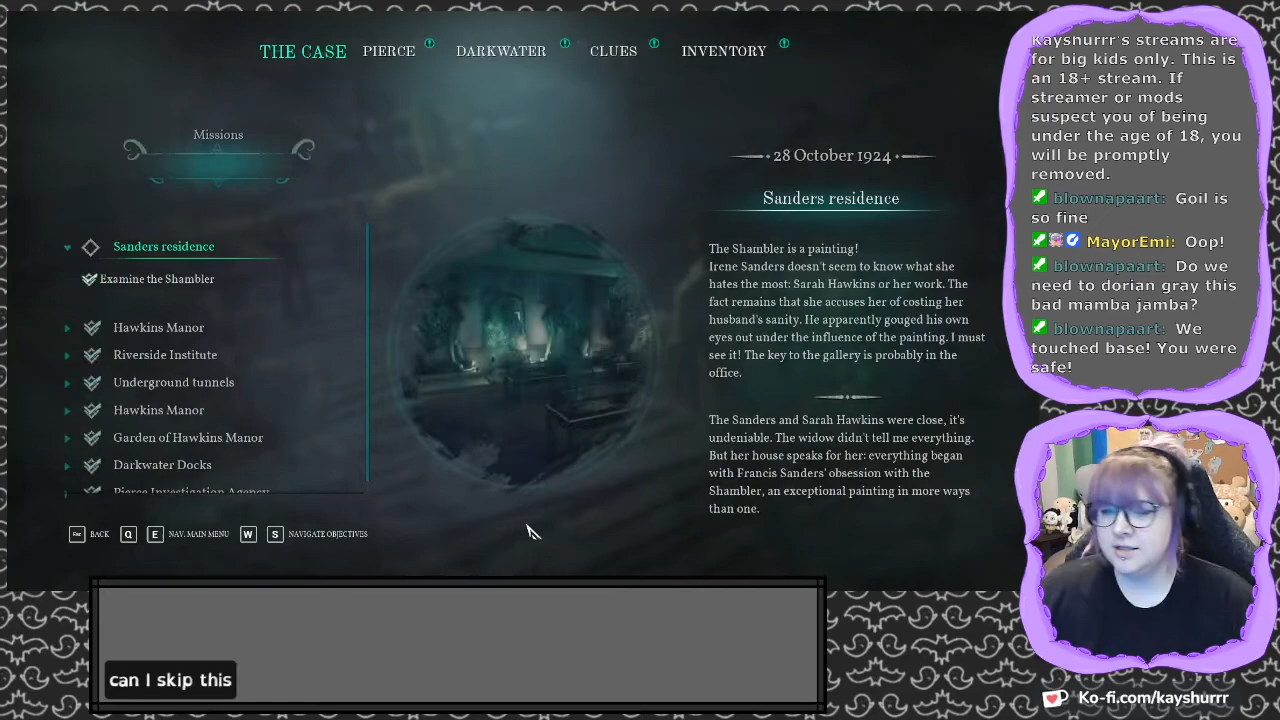 THE CASE PIERCE DARKWATER CLUES INVENTORY
Missions
Sanders residence
Examine the Shambler
Hawkins Manor
Riverside Institute
Underground tunnels
Hawkins Manor
Garden of Hawkins Manor
Darkwater Docks
Pierce Investigation Agency
Esc BACK Q E NAV. MAIN MENU W S NAVIGATE OBJECTIVES
28 October 1924
Sanders residence
The Shambler is a painting!
Irene Sanders doesn't seem to know what she
hates the most: Sarah Hawkins or her work. The
fact remains that she accuses her of costing her
husband's sanity. He apparently gouged his own
eyes out under the influence of the painting. I must
see it! The key to the gallery is probably in the
office.
The Sanders and Sarah Hawkins were close, it's
undeniable. The widow didn't tell me everything.
But her house speaks for her: everything began
with Francis Sanders' obsession with the
Shambler, an exceptional painting in more ways
than one.
Kayshurrr's streams are
for big kids only. This is
an 18+ stream. If
streamer or mods
suspect you of being
under the age of 18, you
will be promptly
removed.
blownapaart: Goil is
so fine
MayorEmi: Oop!
blownapaart: Do we
need to dorian gray this
bad mamba jamba?
blownapaart: We
touched base! You were
safe!
can I skip this
Ko-fi.com/kayshurrr